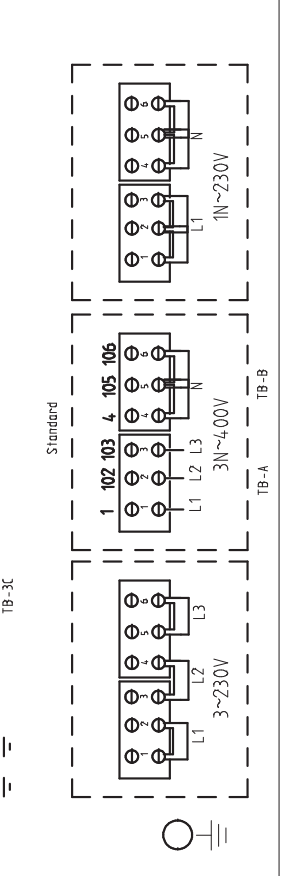 TB-3C
Standard
1 2 3 4 5 6
L1 L2 L3
3~230V
1 102 103 4 105 106
1 2 3 4 5 6
L1 L2 L3 N
3N~400V
TB-A TB-B
1 2 3 4 5 6
L1 N
1N~230V